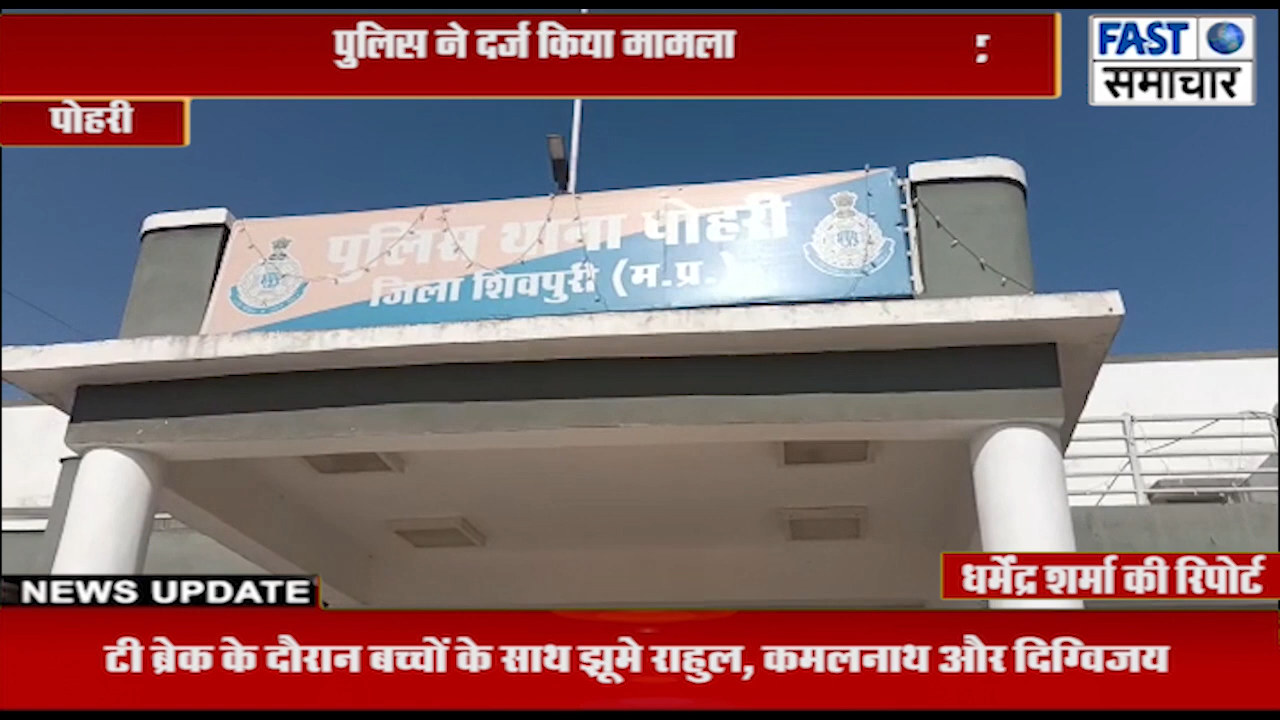 पुलिस ने दर्ज किया मामला
FAST
समाचार
पोहरी
पुलिस थाना पोहरी
जिला शिवपुरी (म.प्र.)
धर्मेद्र शर्मा की रिपोर्ट
NEWS UPDATE
टी ब्रेक के दौरान बच्चों के साथ झूमे राहुल, कमलनाथ और दिग्विजय